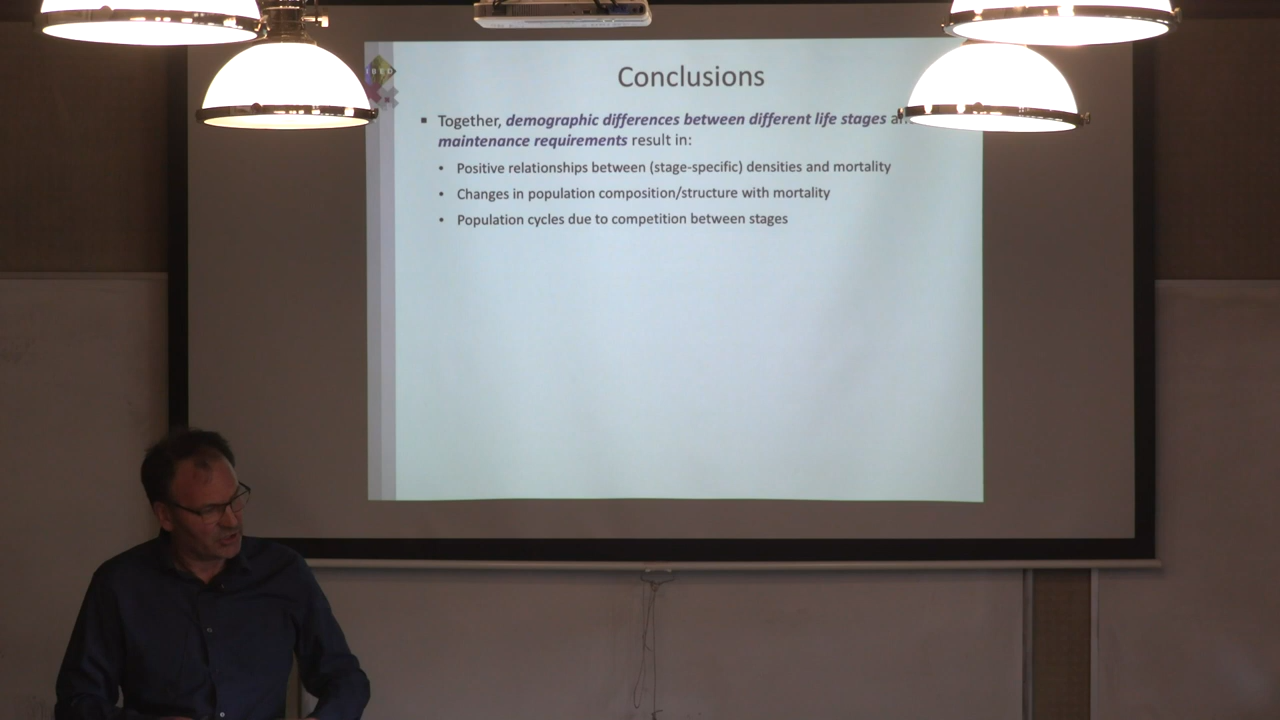 IBED
Conclusions
▪ Together, demographic differences between different life stages
maintenance requirements result in:
• Positive relationships between (stage-specific) densities and mortality
• Changes in population composition/structure with mortality
• Population cycles due to competition between stages